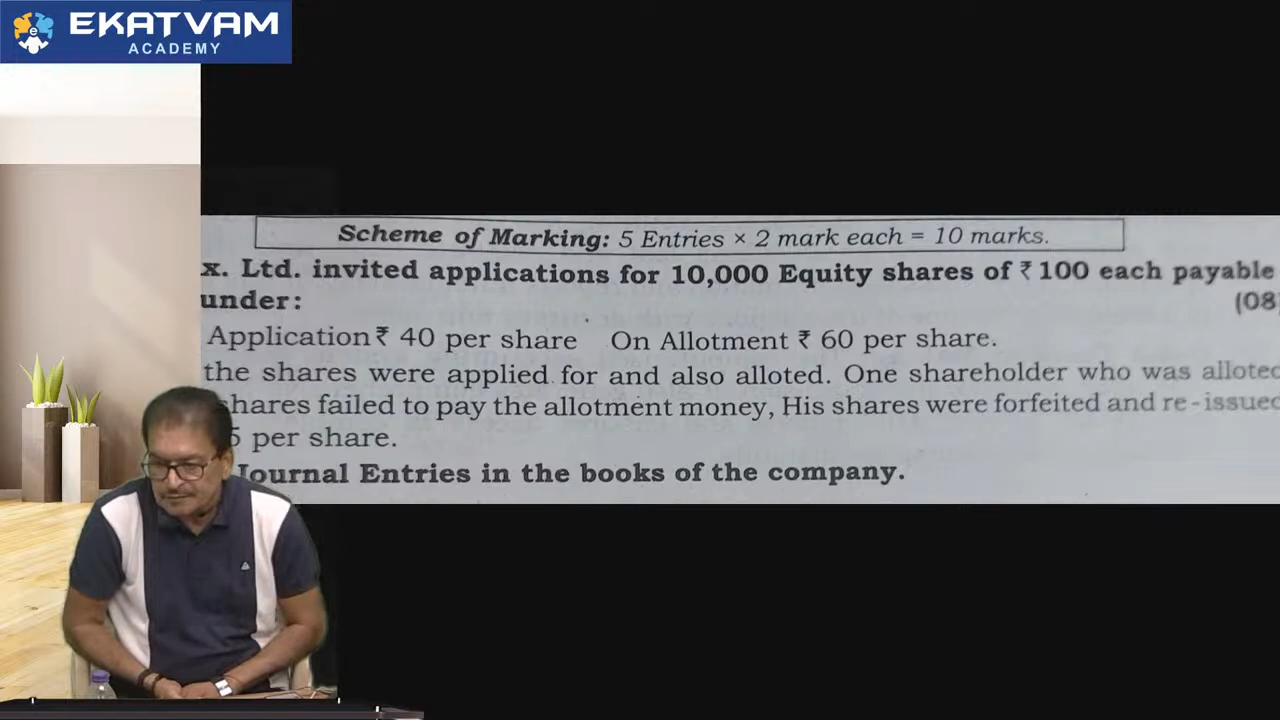 EKATVAM
ACADEMY
Scheme of Marking: 5 Entries × 2 mark each = 10 marks.
x. Ltd. invited applications for 10,000 Equity shares of ₹ 100 each payable
under: (08)
Application ₹ 40 per share On Allotment ₹ 60 per share.
the shares were applied for and also alloted. One shareholder who was alloted
shares failed to pay the allotment money, His shares were forfeited and re-issued
5 per share.
Journal Entries in the books of the company.